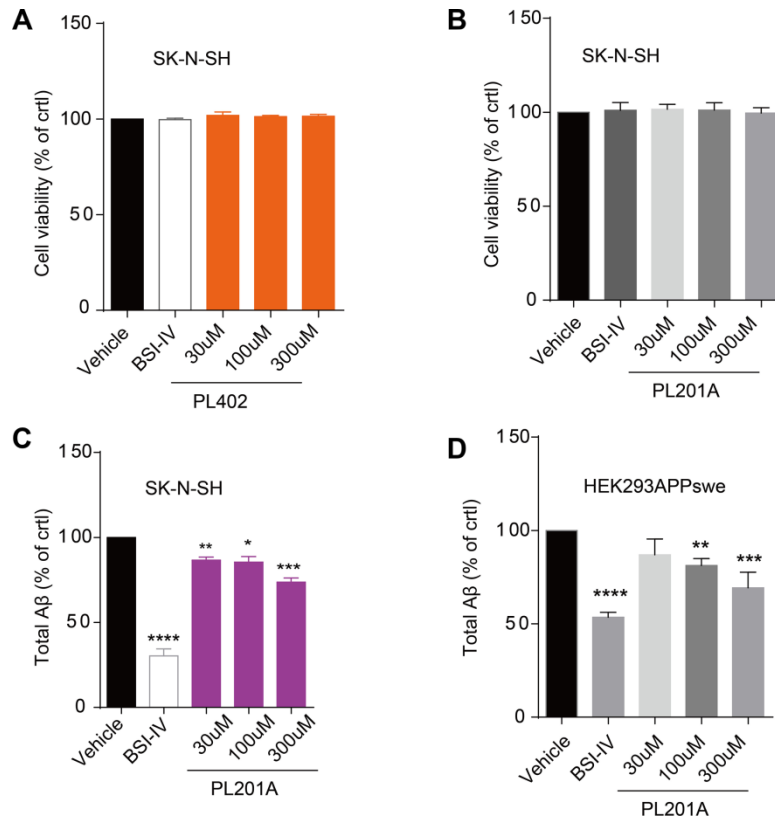 A
SK-N-SH
Cell viability (% of crtl)
150
100
50
0
Vehicle
BSI-IV
30uM
100uM
300uM
PL402
B
SK-N-SH
Cell viability (% of crtl)
150
100
50
0
Vehicle
BSI-IV
30uM
100uM
300uM
PL201A
C
SK-N-SH
Total Aβ (% of crtl)
150
100
50
0
****
**
*
***
Vehicle
BSI-IV
30uM
100uM
300uM
PL201A
D
HEK293APPswe
Total Aβ (% of crtl)
150
100
50
0
****
**
***
Vehicle
BSI-IV
30uM
100uM
300uM
PL201A